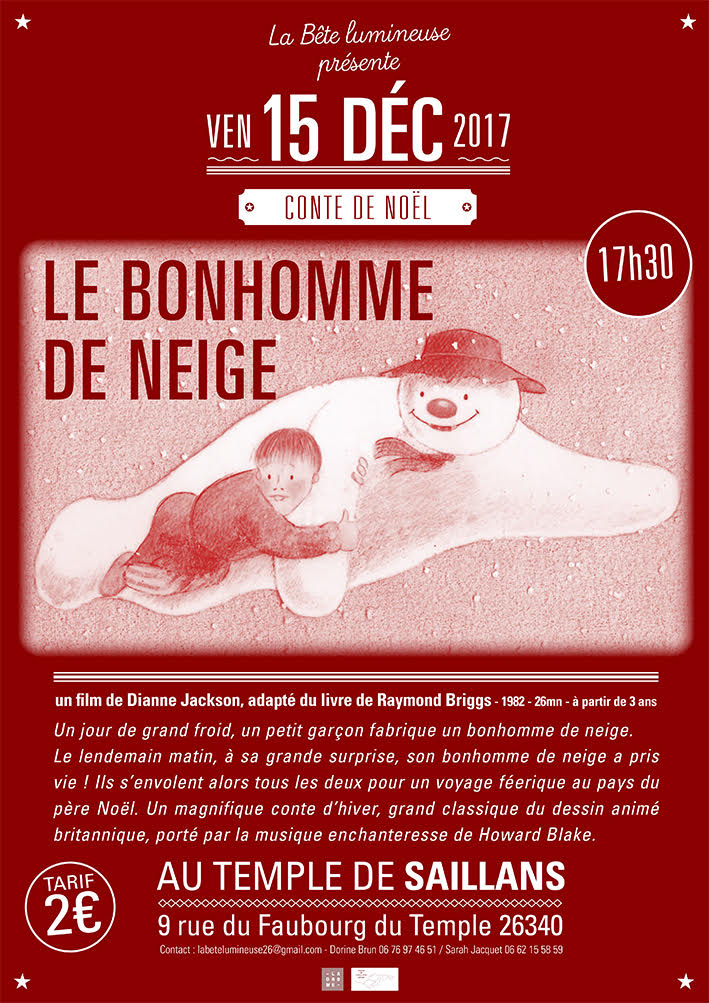 La Bête lumineuse
présente
VEN 15 DÉC 2017
CONTE DE NOËL
17h30
LE BONHOMME
DE NEIGE
un film de Dianne Jackson, adapté du livre de Raymond Briggs - 1982 - 26mn - à partir de 3 ans
Un jour de grand froid, un petit garçon fabrique un bonhomme de neige.
Le lendemain matin, à sa grande surprise, son bonhomme de neige a pris
vie ! Ils s'envolent alors tous les deux pour un voyage féerique au pays du
père Noël. Un magnifique conte d'hiver, grand classique du dessin animé
britannique, porté par la musique enchanteresse de Howard Blake.
TARIF
2€
AU TEMPLE DE SAILLANS
9 rue du Faubourg du Temple 26340
Contact : labetelumineuse26@gmail.com - Dorine Brun 06 76 97 46 51 / Sarah Jacquet 06 62 15 58 59
LA
DRÔ
ME